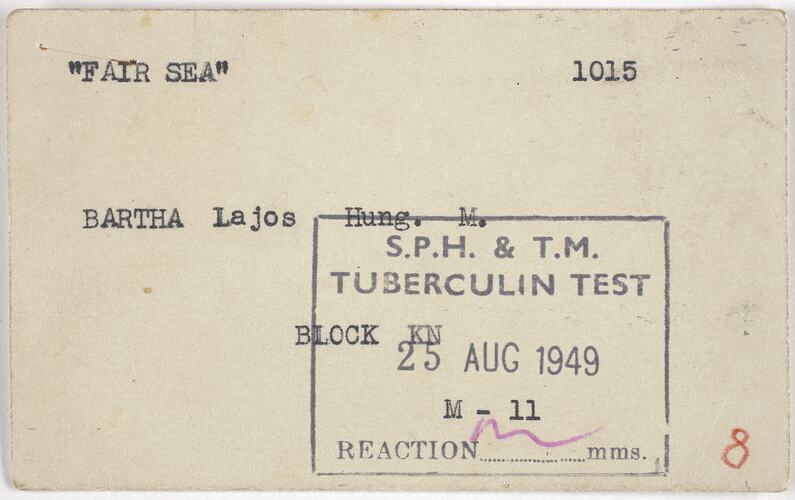 "FAIR SEA" 1015
BARTHA Lajos Hung. M.
S.P.H. & T.M.
TUBERCULIN TEST
BLOCK KN
25 AUG 1949
M - 11
REACTION..................mms.
8